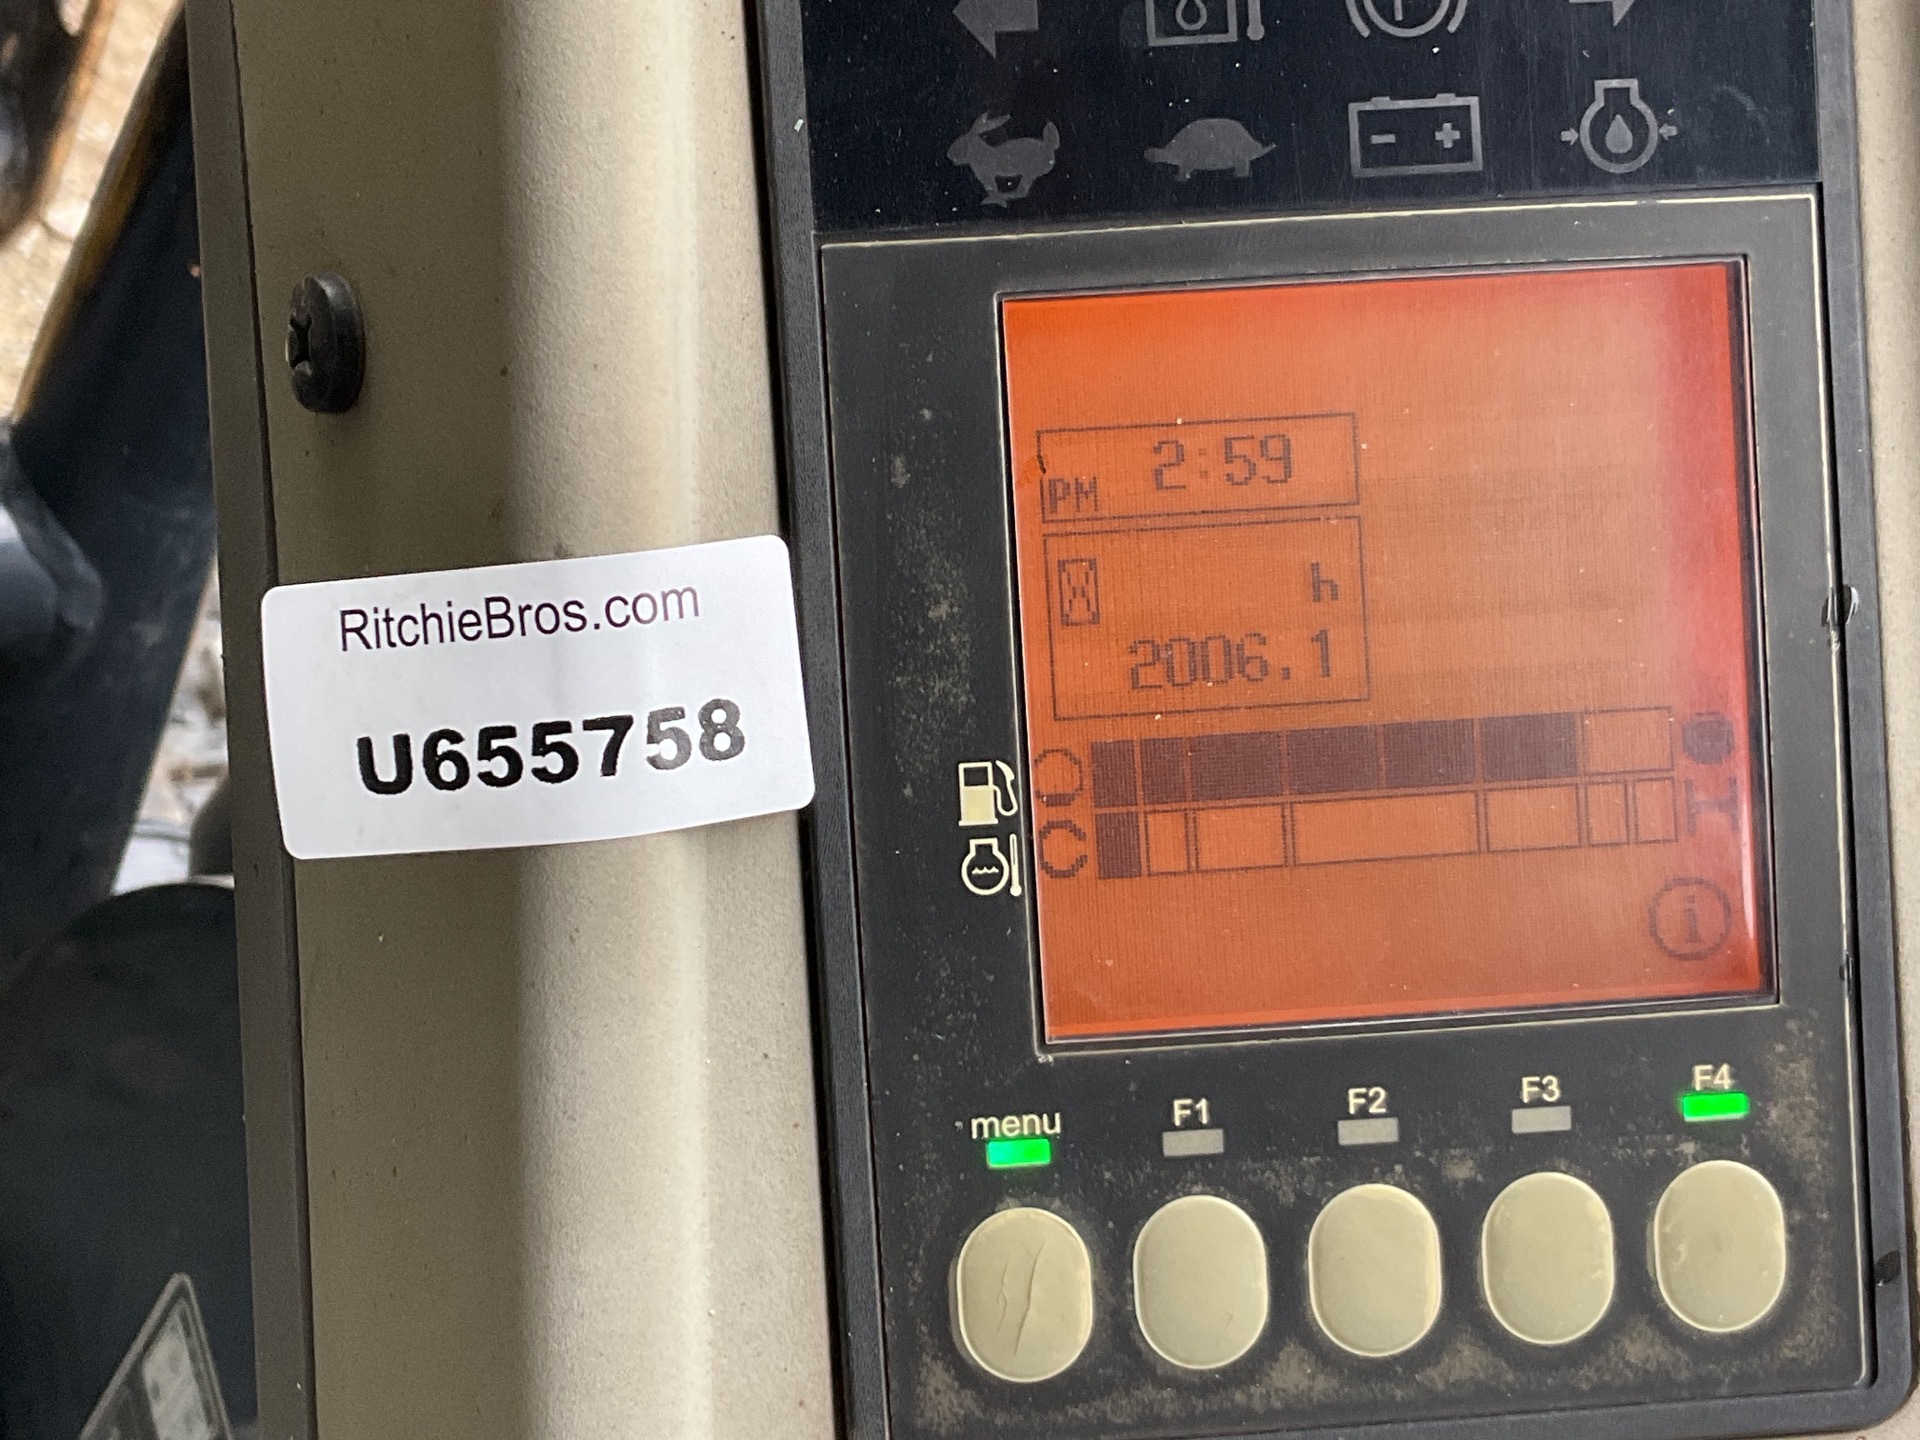 2:59
PM
h
2006.1
RitchieBros.com
U655758
menu
F1
F2
F3
F4